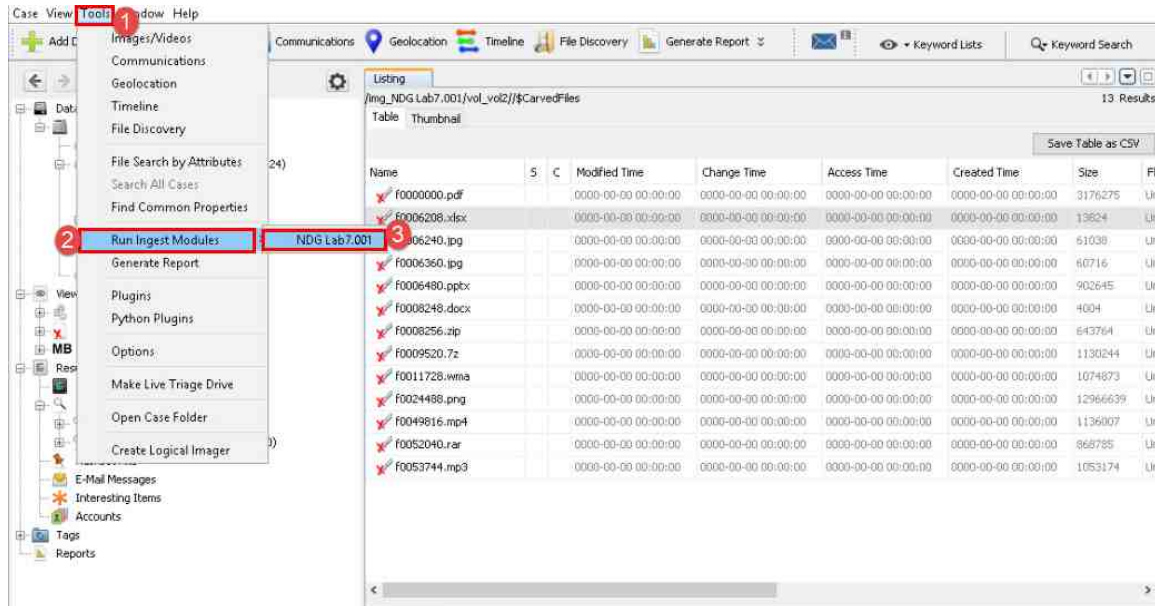 Case View Tools ndow Help
1
Add D
Communications
Geolocation
Timeline
File Discovery
Generate Report
Keyword Lists
Keyword Search
Images/Videos
Communications
Geolocation
Timeline
File Discovery
File Search by Attributes
Search All Cases
Find Common Properties
2 Run Ingest Modules
NDG Lab7.001 3
Generate Report
Plugins
Python Plugins
Options
Make Live Triage Drive
Open Case Folder
Create Logical Imager
Data
24)
View
MB
Resu
)
E-Mail Messages
Interesting Items
Accounts
Tags
Reports
Listing
/img_NDG Lab7.001/vol_vol2//$CarvedFiles 13 Results
Table Thumbnail
Save Table as CSV
Name S C Modified Time Change Time Access Time Created Time Size Fl
f0000000.pdf 0000-00-00 00:00:00 0000-00-00 00:00:00 0000-00-00 00:00:00 0000-00-00 00:00:00 3176275
f0006208.xlsx 0000-00-00 00:00:00 0000-00-00 00:00:00 0000-00-00 00:00:00 0000-00-00 00:00:00 13824
06240.jpg 0000-00-00 00:00:00 0000-00-00 00:00:00 0000-00-00 00:00:00 0000-00-00 00:00:00 61038
f0006360.jpg 0000-00-00 00:00:00 0000-00-00 00:00:00 0000-00-00 00:00:00 0000-00-00 00:00:00 60716
f0006480.pptx 0000-00-00 00:00:00 0000-00-00 00:00:00 0000-00-00 00:00:00 0000-00-00 00:00:00 902645
f0008248.docx 0000-00-00 00:00:00 0000-00-00 00:00:00 0000-00-00 00:00:00 0000-00-00 00:00:00 4004
f0008256.zip 0000-00-00 00:00:00 0000-00-00 00:00:00 0000-00-00 00:00:00 0000-00-00 00:00:00 643764
f0009520.7z 0000-00-00 00:00:00 0000-00-00 00:00:00 0000-00-00 00:00:00 0000-00-00 00:00:00 1130244
f0011728.wma 0000-00-00 00:00:00 0000-00-00 00:00:00 0000-00-00 00:00:00 0000-00-00 00:00:00 1074873
f0024488.png 0000-00-00 00:00:00 0000-00-00 00:00:00 0000-00-00 00:00:00 0000-00-00 00:00:00 12966639
f0049816.mp4 0000-00-00 00:00:00 0000-00-00 00:00:00 0000-00-00 00:00:00 0000-00-00 00:00:00 1136007
f0052040.rar 0000-00-00 00:00:00 0000-00-00 00:00:00 0000-00-00 00:00:00 0000-00-00 00:00:00 868785
f0053744.mp3 0000-00-00 00:00:00 0000-00-00 00:00:00 0000-00-00 00:00:00 0000-00-00 00:00:00 1053174